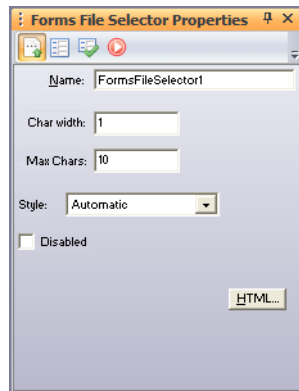 Forms File Selector Properties
Name: FormsFileSelector1
Char width: 1
Max Chars: 10
Style: Automatic
Disabled
HTML...